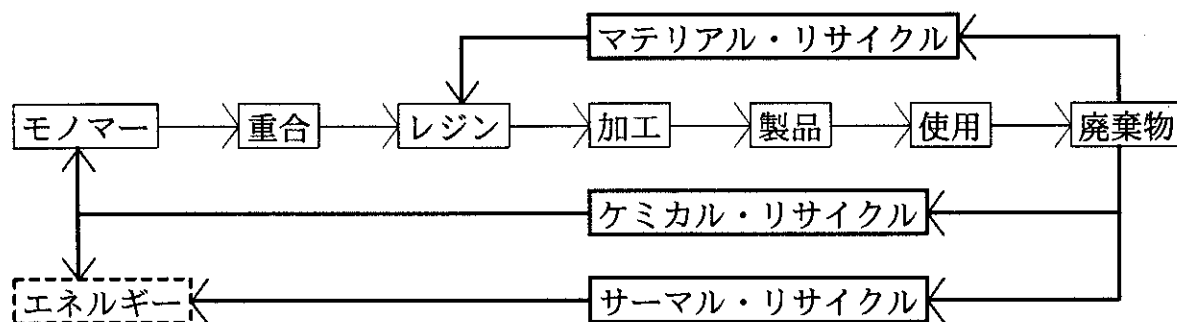 マテリアル・リサイクル
モノマー
重合
レジン
加工
製品
使用
廃棄物
ケミカル・リサイクル
エネルギー
サーマル・リサイクル